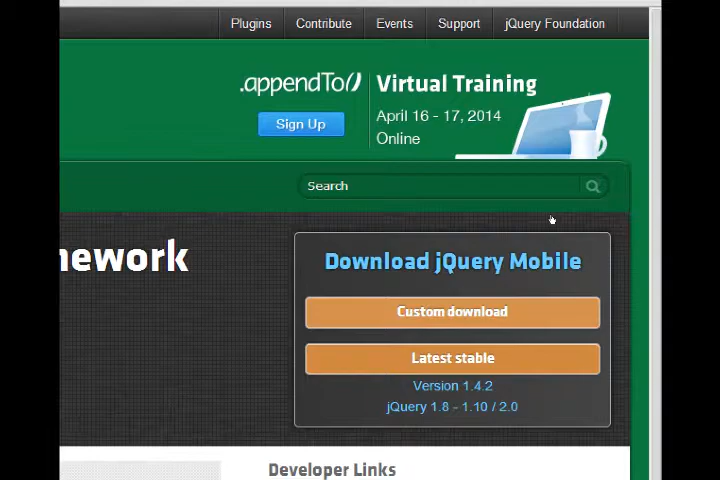 Plugins
Contribute
Events
Support
jQuery Foundation
.appendTo()
Virtual Training
Sign Up
April 16 - 17, 2014
Online
Search
nework
Download jQuery Mobile
Custom download
Latest stable
Version 1.4.2
jQuery 1.8 - 1.10 / 2.0
Developer Links